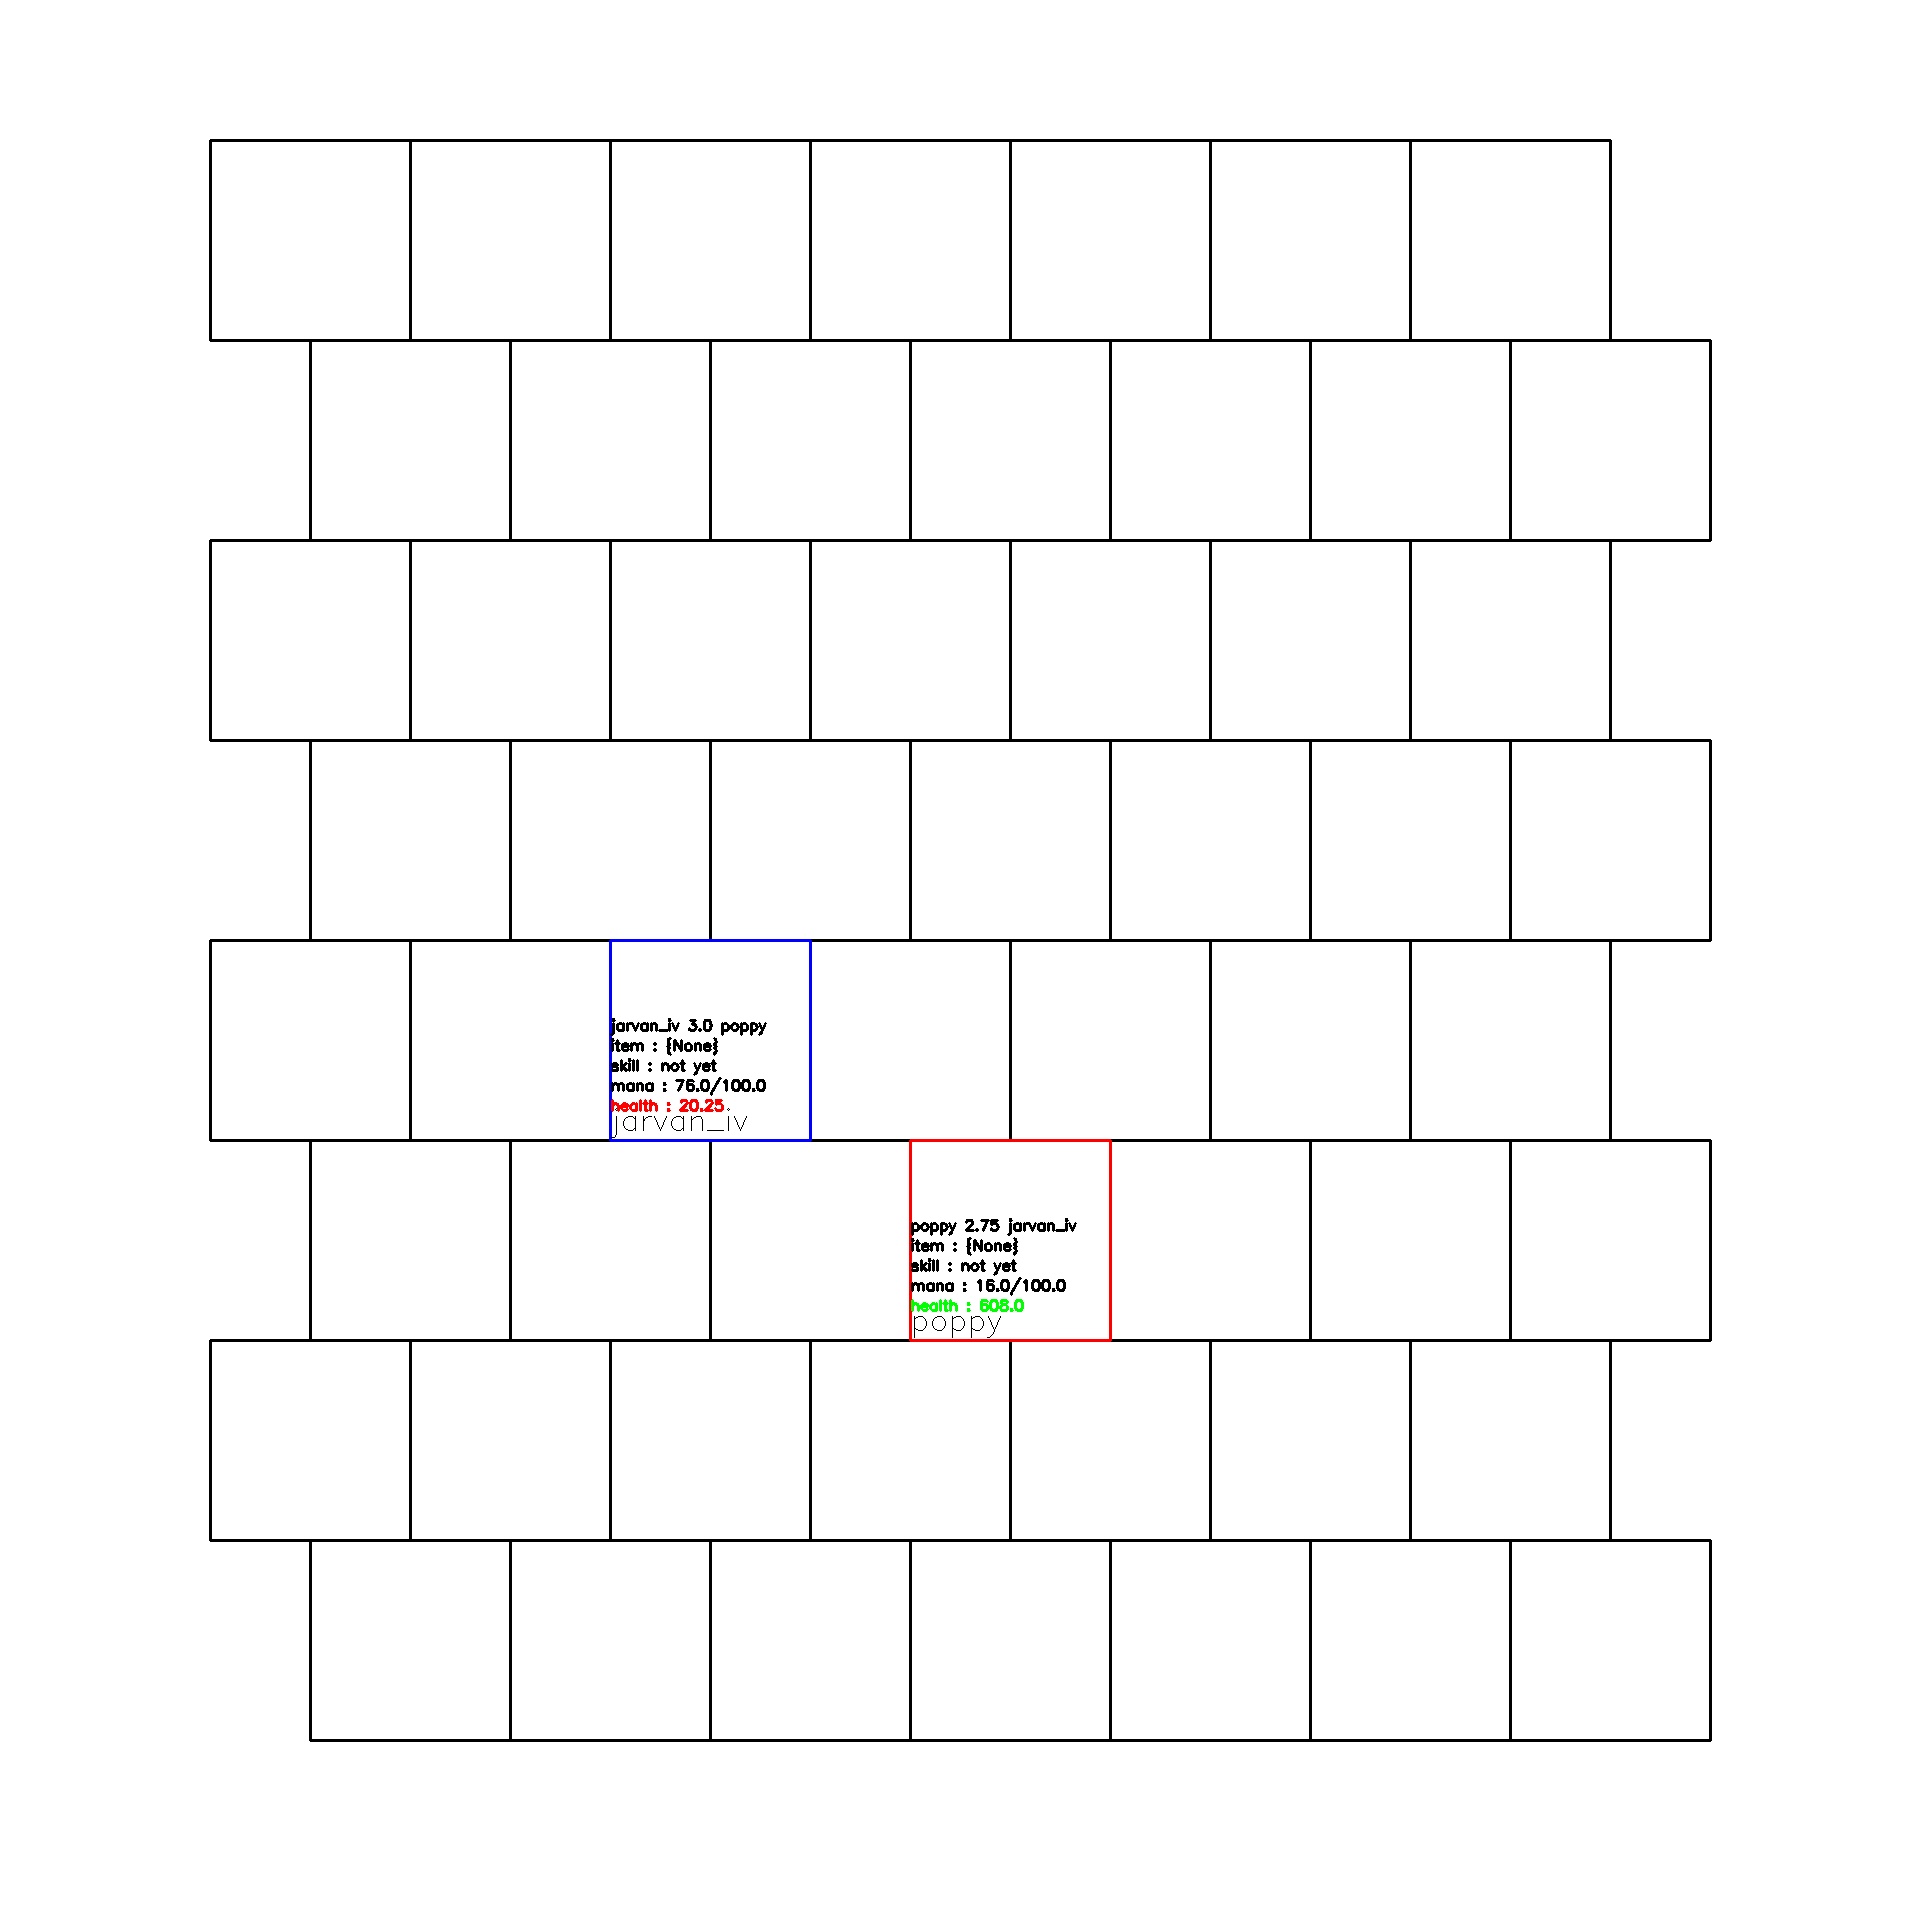 jarvan_iv 3.0 poppy
item : {None}
skill : not yet
mana : 76.0/100.0
health : 20.25
jarvan_iv
poppy 2.75 jarvan_iv
item : {None}
skill : not yet
mana : 16.0/100.0
health : 608.0
poppy